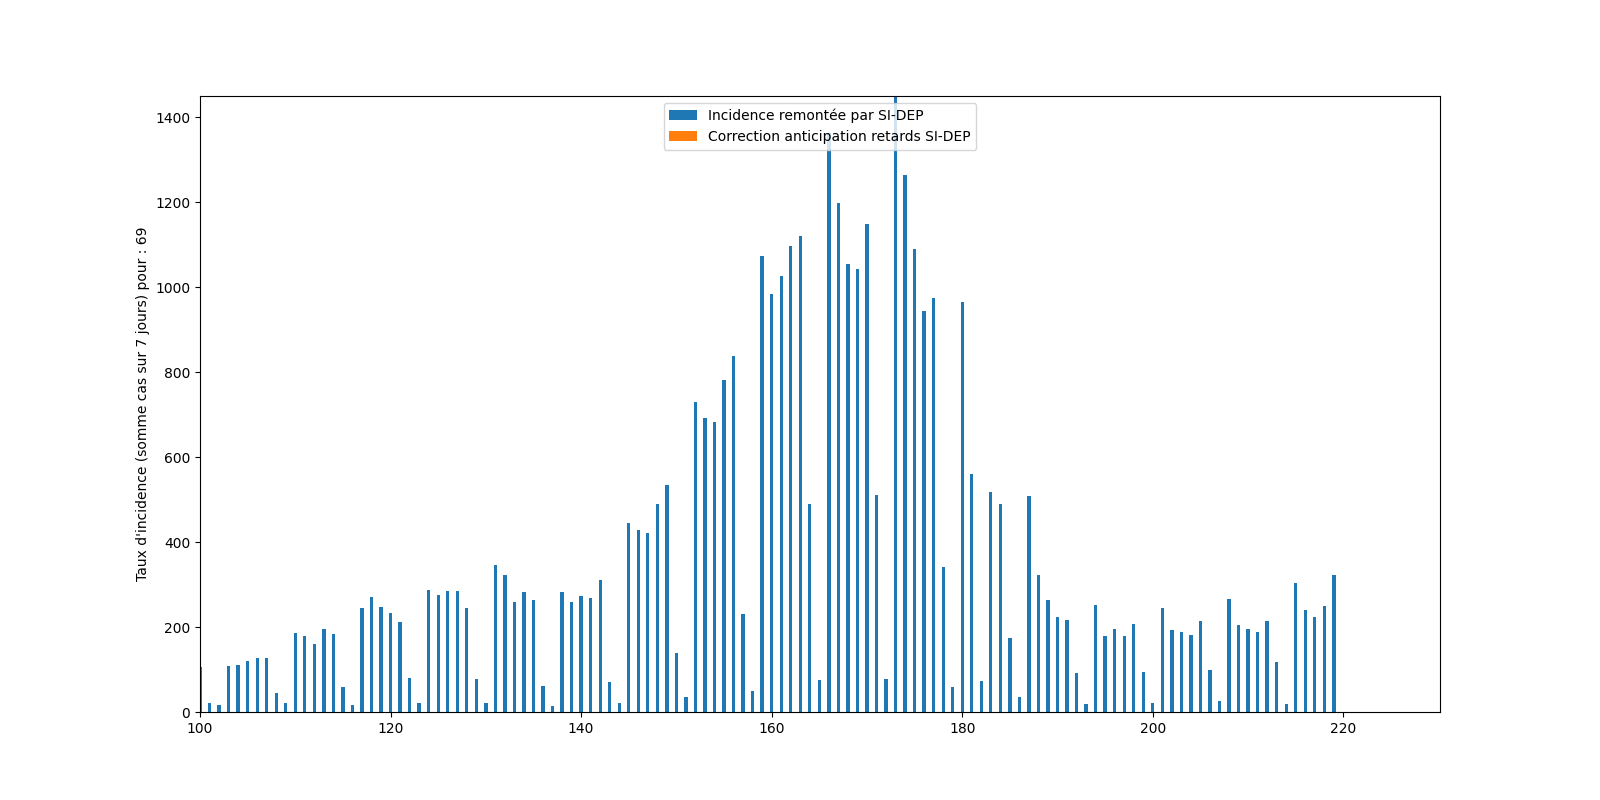 Incidence remontée par SI-DEP
Correction anticipation retards SI-DEP
Taux d'incidence (somme cas sur 7 jours) pour : 69
1400
1200
1000
800
600
400
200
0
100 120 140 160 180 200 220